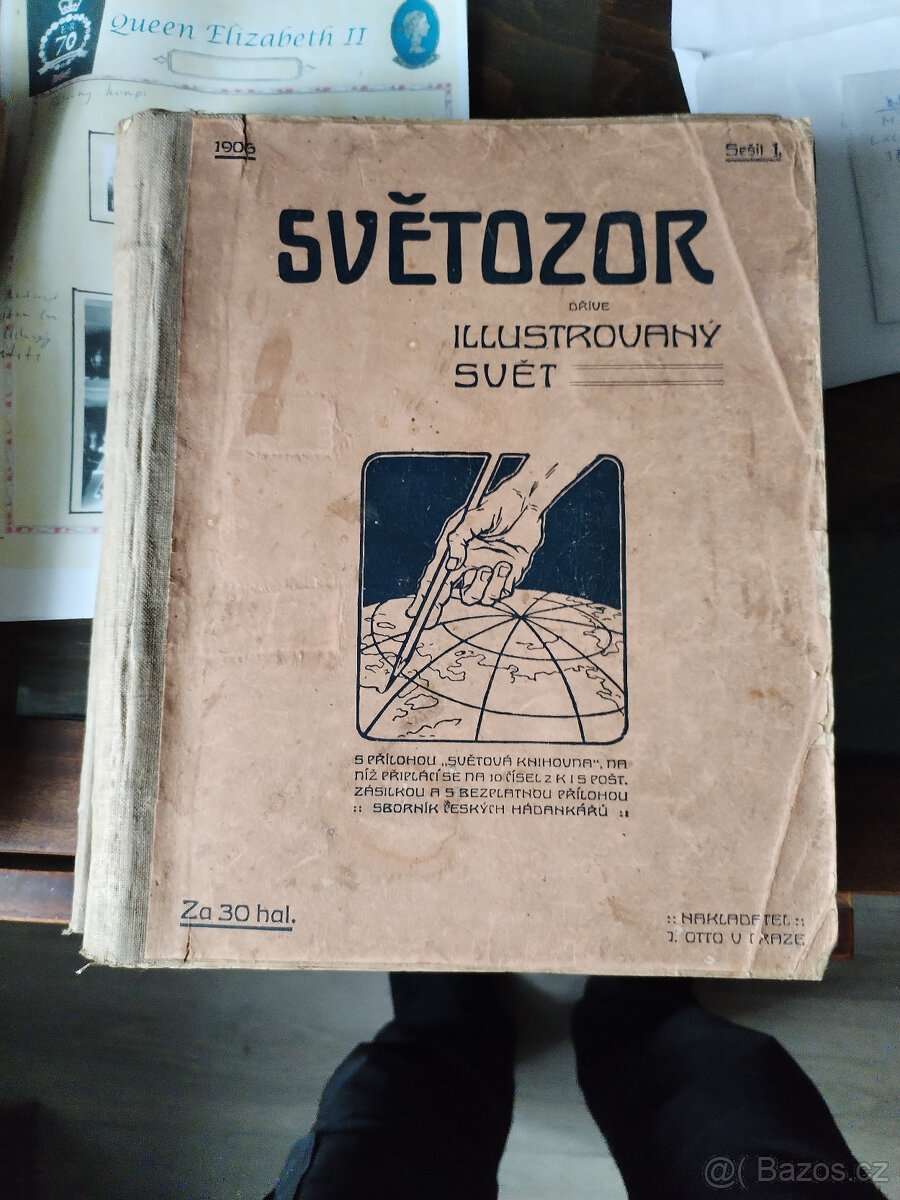 E R
70
Queen Elizabeth II
1906
Sešit 1.
SVĚTOZOR
DŘÍVE
ILLUSTROVANÝ
SVĚT
S PŘÍLOHOU „SVĚTOVÁ KNIHOVNA“, NA
NÍŽ PŘIPLÁCÍ SE NA 10 ČÍSEL 2 K I S POŠT.
ZÁSILKOU A S BEZPLATNOU PŘÍLOHOU
:: SBORNÍK ČESKÝCH HÁDANKÁŘŮ ::
Za 30 hal.
:: NAKLADATEL ::
J. OTTO V PRAZE
@( Bazos.cz